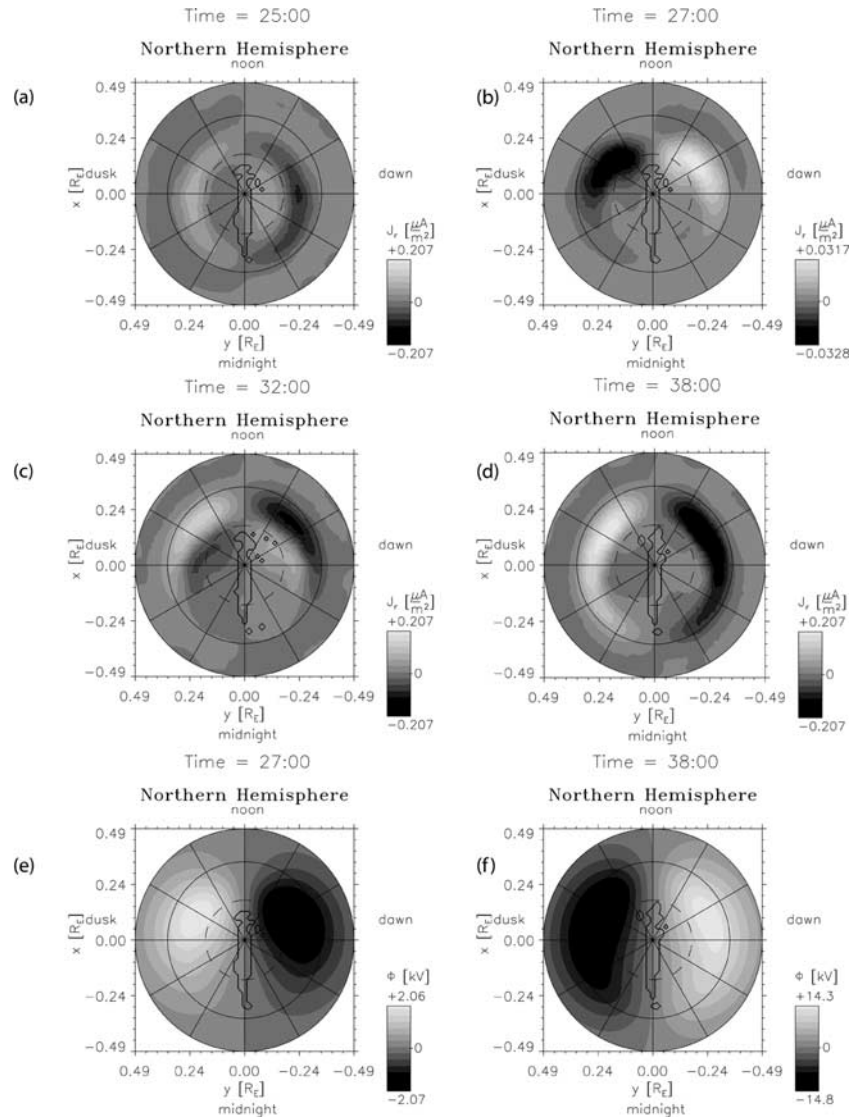 Time = 25:00
Northern Hemisphere
noon
(a)
0.49
0.24
0.00
-0.24
-0.49
x [R_E]
dusk
dawn
J_r [μA/m²]
+0.207
0
-0.207
0.49 0.24 0.00 -0.24 -0.49
y [R_E]
midnight
Time = 27:00
Northern Hemisphere
noon
(b)
0.49
0.24
0.00
-0.24
-0.49
x [R_E]
dusk
dawn
J_r [μA/m²]
+0.0317
0
-0.0328
0.49 0.24 0.00 -0.24 -0.49
y [R_E]
midnight
Time = 32:00
Northern Hemisphere
noon
(c)
0.49
0.24
0.00
-0.24
-0.49
x [R_E]
dusk
dawn
J_r [μA/m²]
+0.207
0
-0.207
0.49 0.24 0.00 -0.24 -0.49
y [R_E]
midnight
Time = 38:00
Northern Hemisphere
noon
(d)
0.49
0.24
0.00
-0.24
-0.49
x [R_E]
dusk
dawn
J_r [μA/m²]
+0.207
0
-0.207
0.49 0.24 0.00 -0.24 -0.49
y [R_E]
midnight
Time = 27:00
Northern Hemisphere
noon
(e)
0.49
0.24
0.00
-0.24
-0.49
x [R_E]
dusk
dawn
Φ [kV]
+2.06
0
-2.07
0.49 0.24 0.00 -0.24 -0.49
y [R_E]
midnight
Time = 38:00
Northern Hemisphere
noon
(f)
0.49
0.24
0.00
-0.24
-0.49
x [R_E]
dusk
dawn
Φ [kV]
+14.3
0
-14.8
0.49 0.24 0.00 -0.24 -0.49
y [R_E]
midnight